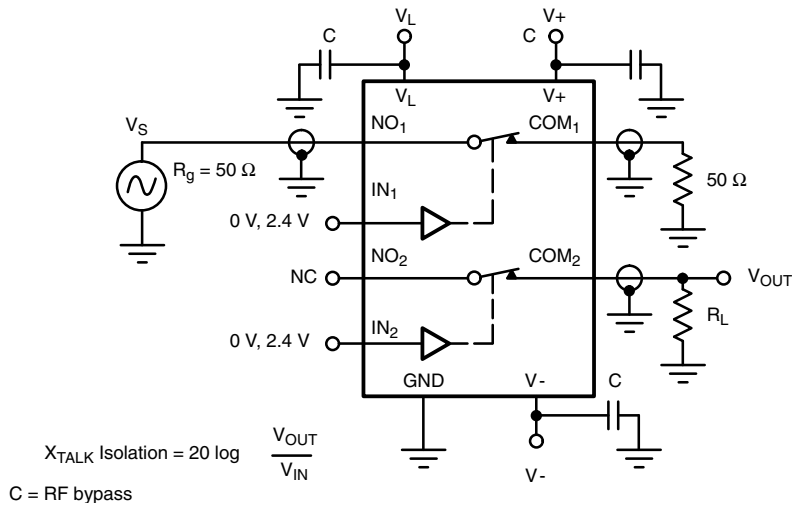 V_L
V+
C
C
V_L
V+
V_S
NO_1
COM_1
R_g = 50 Ω
50 Ω
IN_1
0 V, 2.4 V
NO_2
COM_2
NC
V_OUT
R_L
IN_2
0 V, 2.4 V
GND
V-
C
X_TALK Isolation = 20 log V_OUT
V_IN
V-
C = RF bypass